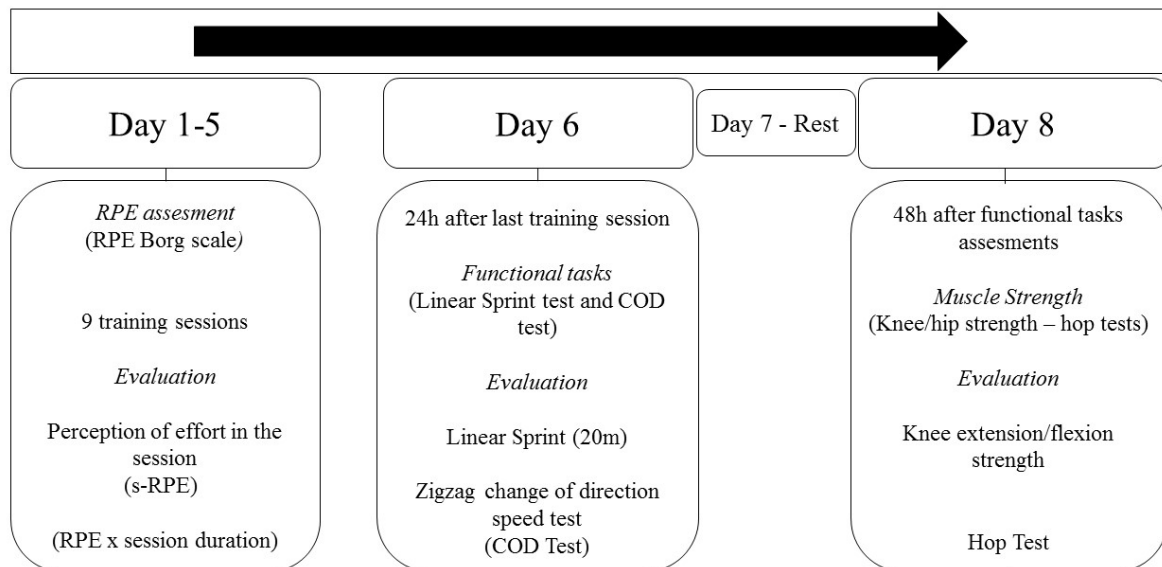 Day 1-5
RPE assesment
(RPE Borg scale)
9 training sessions
Evaluation
Perception of effort in the
session
(s-RPE)
(RPE x session duration)
Day 6
24h after last training session
Functional tasks
(Linear Sprint test and COD
test)
Evaluation
Linear Sprint (20m)
Zigzag change of direction
speed test
(COD Test)
Day 7 - Rest
Day 8
48h after functional tasks
assesments
Muscle Strength
(Knee/hip strength – hop tests)
Evaluation
Knee extension/flexion
strength
Hop Test